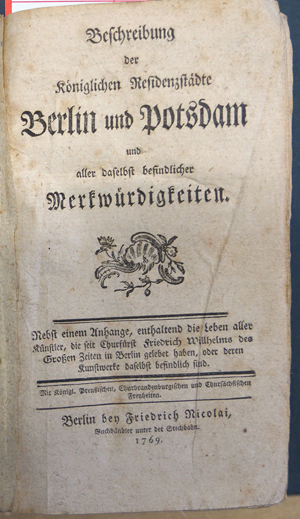 Beschreibung
der
Königlichen Residenzstädte
Berlin und Potsdam
und
aller daselbst befindlicher
Merkwürdigkeiten.
Nebst einem Anhange, enthaltend die Leben aller
Künstler, die seit Churfürst Friedrich Willhelms des
Großen Zeiten in Berlin gelebet haben, oder deren
Kunstwerke daselbst befindlich sind.
Mit Königl. Preußischen, Churbrandenburgischen und Churfächsischen
Freyheiten.
Berlin bey Friedrich Nicolai,
Buchhändler unter der Stechbahn.
1769.